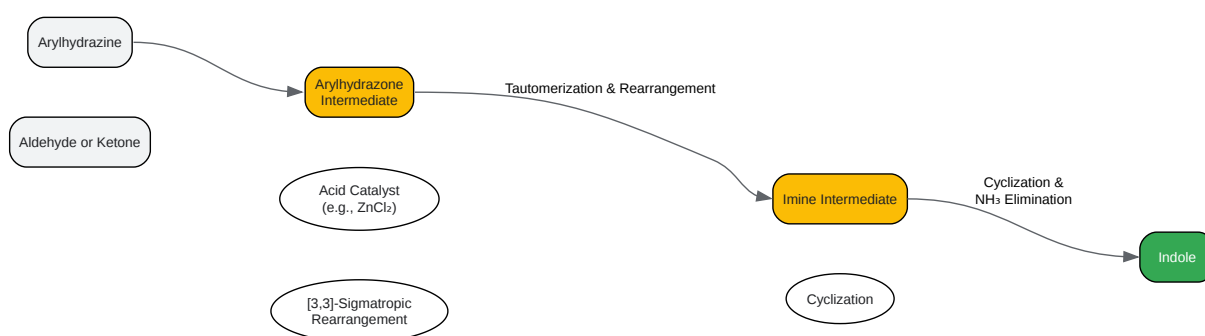 Arylhydrazine
Aldehyde or Ketone
Arylhydrazone
Intermediate
Acid Catalyst
(e.g., ZnCl₂)
[3,3]-Sigmatropic
Rearrangement
Tautomerization & Rearrangement
Imine Intermediate
Cyclization
Cyclization &
NH₃ Elimination
Indole